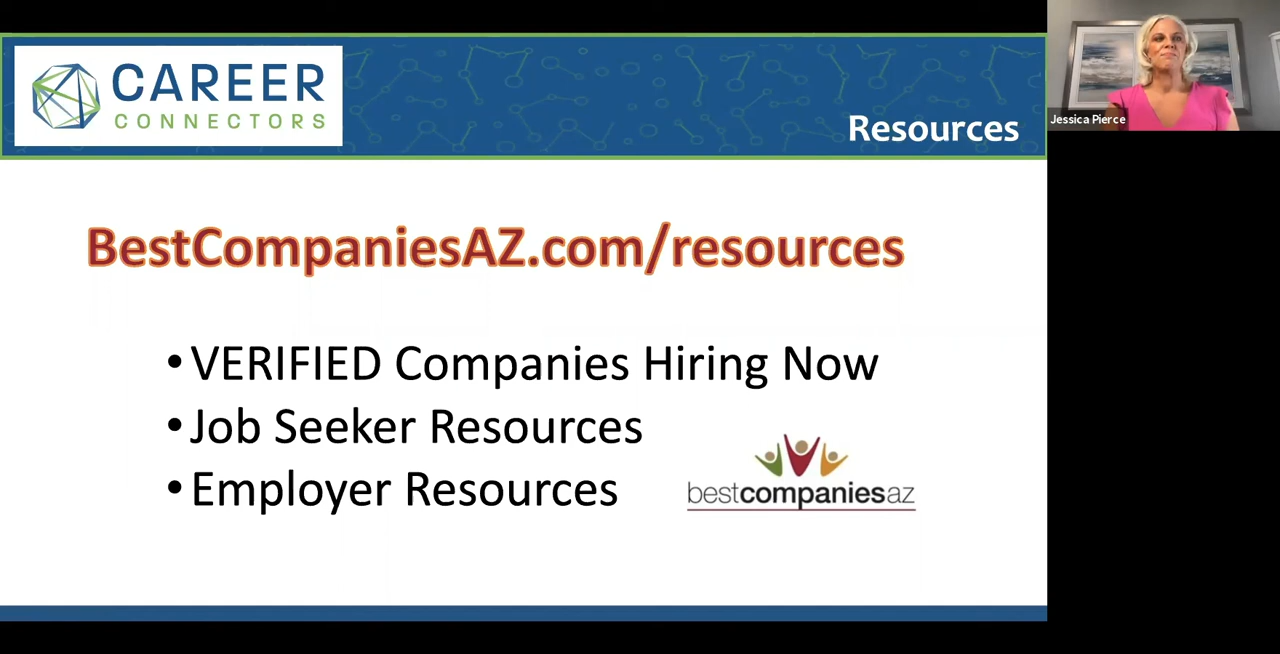 CAREER
CONNECTORS
Resources
Jessica Pierce
BestCompaniesAZ.com/resources
•VERIFIED Companies Hiring Now
•Job Seeker Resources
•Employer Resources
bestcompaniesaz